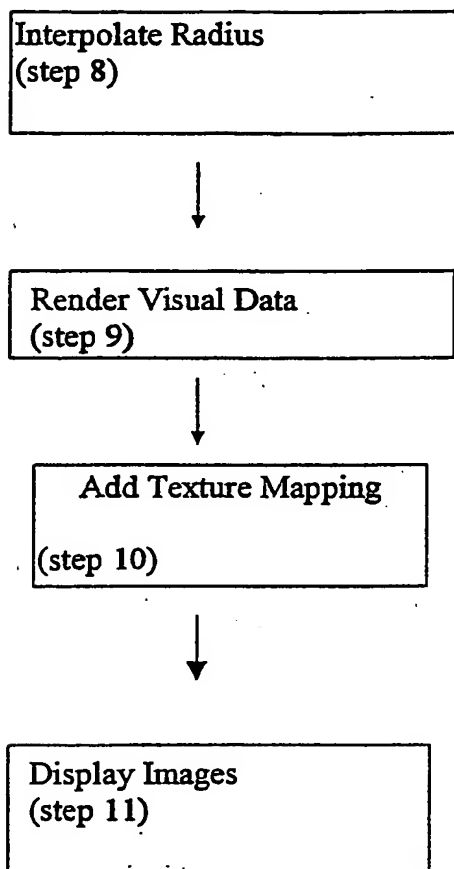 Interpolate Radius
(step 8)
Render Visual Data
(step 9)
Add Texture Mapping
(step 10)
Display Images
(step 11)